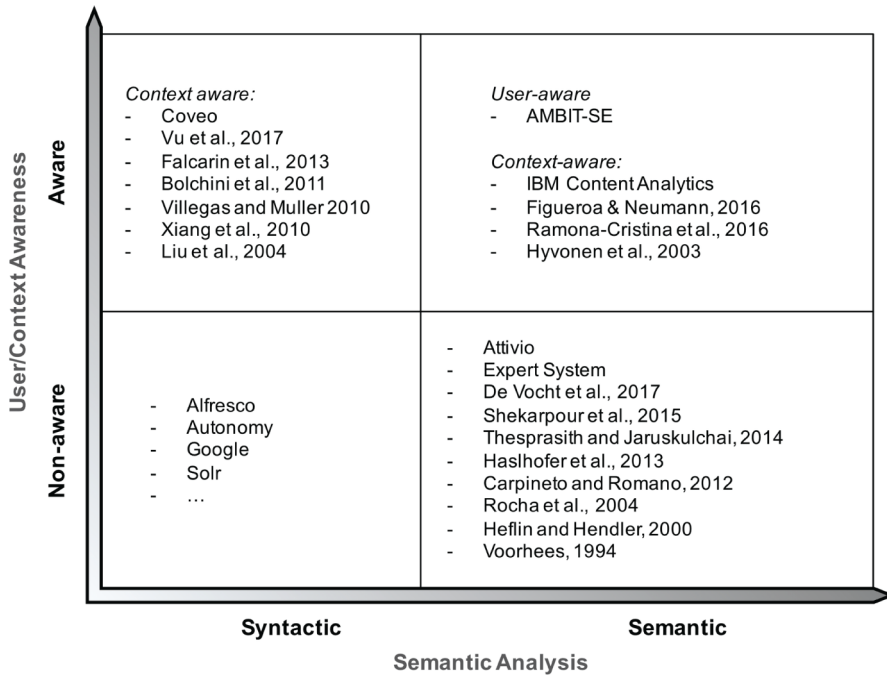 User/Context Awareness
Aware
Context aware:
- Coveo
- Vu et al., 2017
- Falcarin et al., 2013
- Bolchini et al., 2011
- Villegas and Muller 2010
- Xiang et al., 2010
- Liu et al., 2004
User-aware
- AMBIT-SE
Context-aware:
- IBM Content Analytics
- Figueroa & Neumann, 2016
- Ramona-Cristina et al., 2016
- Hyvonen et al., 2003
Non-aware
- Alfresco
- Autonomy
- Google
- Solr
- …
- Attivio
- Expert System
- De Vocht et al., 2017
- Shekarpour et al., 2015
- Thesprasith and Jaruskulchai, 2014
- Haslhofer et al., 2013
- Carpineto and Romano, 2012
- Rocha et al., 2004
- Heflin and Hendler, 2000
- Voorhees, 1994
Syntactic
Semantic
Semantic Analysis